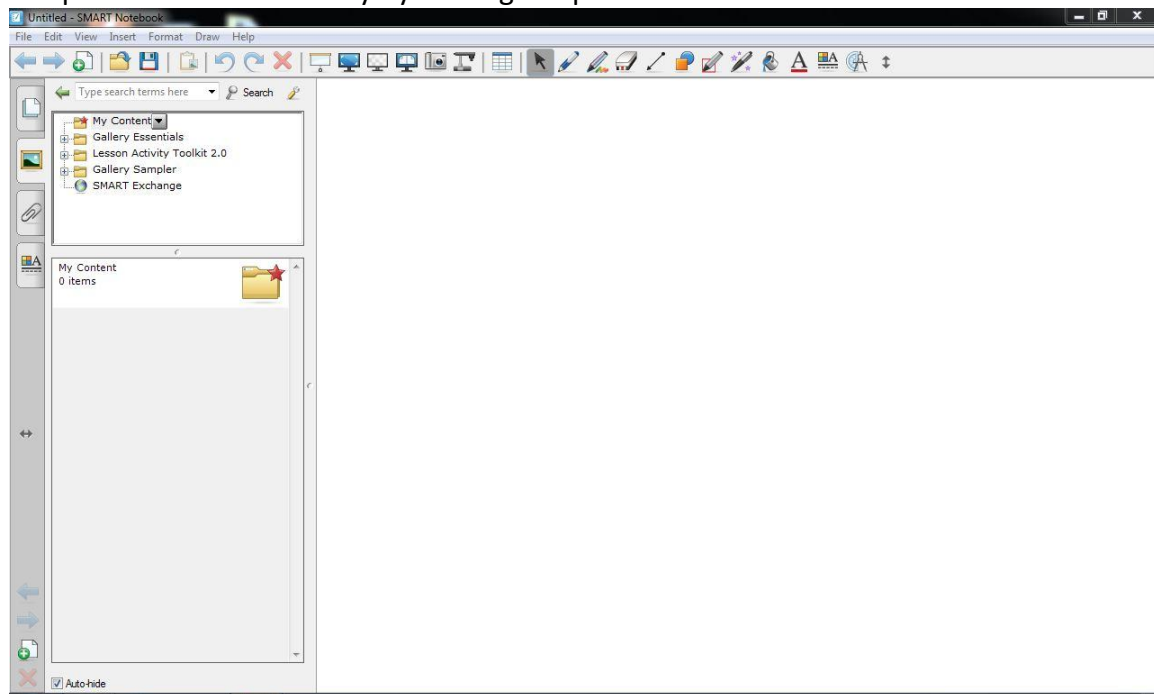 Untitled - SMART Notebook
File Edit View Insert Format Draw Help
Type search terms here Search
My Content
Gallery Essentials
Lesson Activity Toolkit 2.0
Gallery Sampler
SMART Exchange
My Content
0 items
Auto-hide